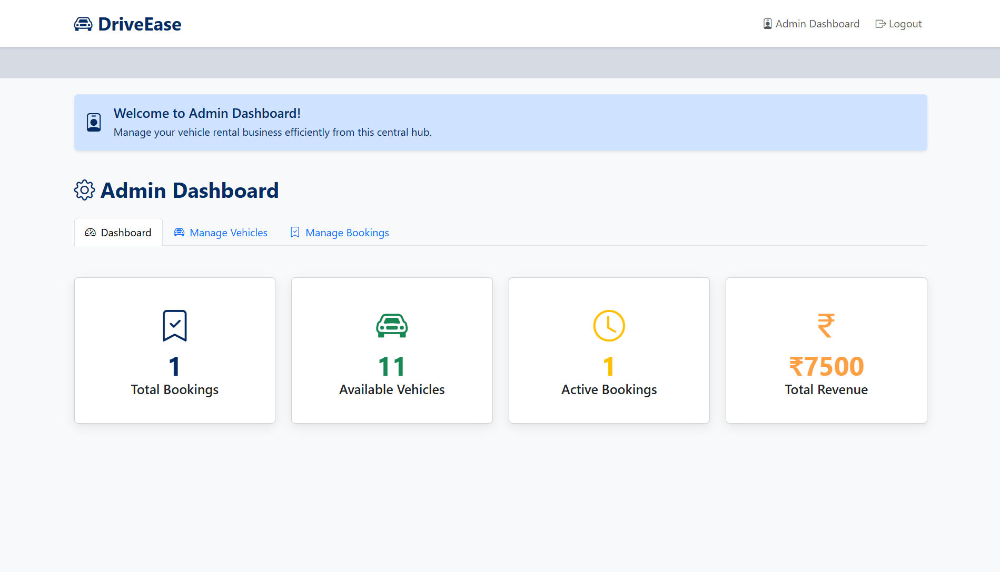 DriveEase
Admin Dashboard
Logout
Welcome to Admin Dashboard!
Manage your vehicle rental business efficiently from this central hub.
Admin Dashboard
Dashboard
Manage Vehicles
Manage Bookings
1
Total Bookings
11
Available Vehicles
1
Active Bookings
₹
₹7500
Total Revenue